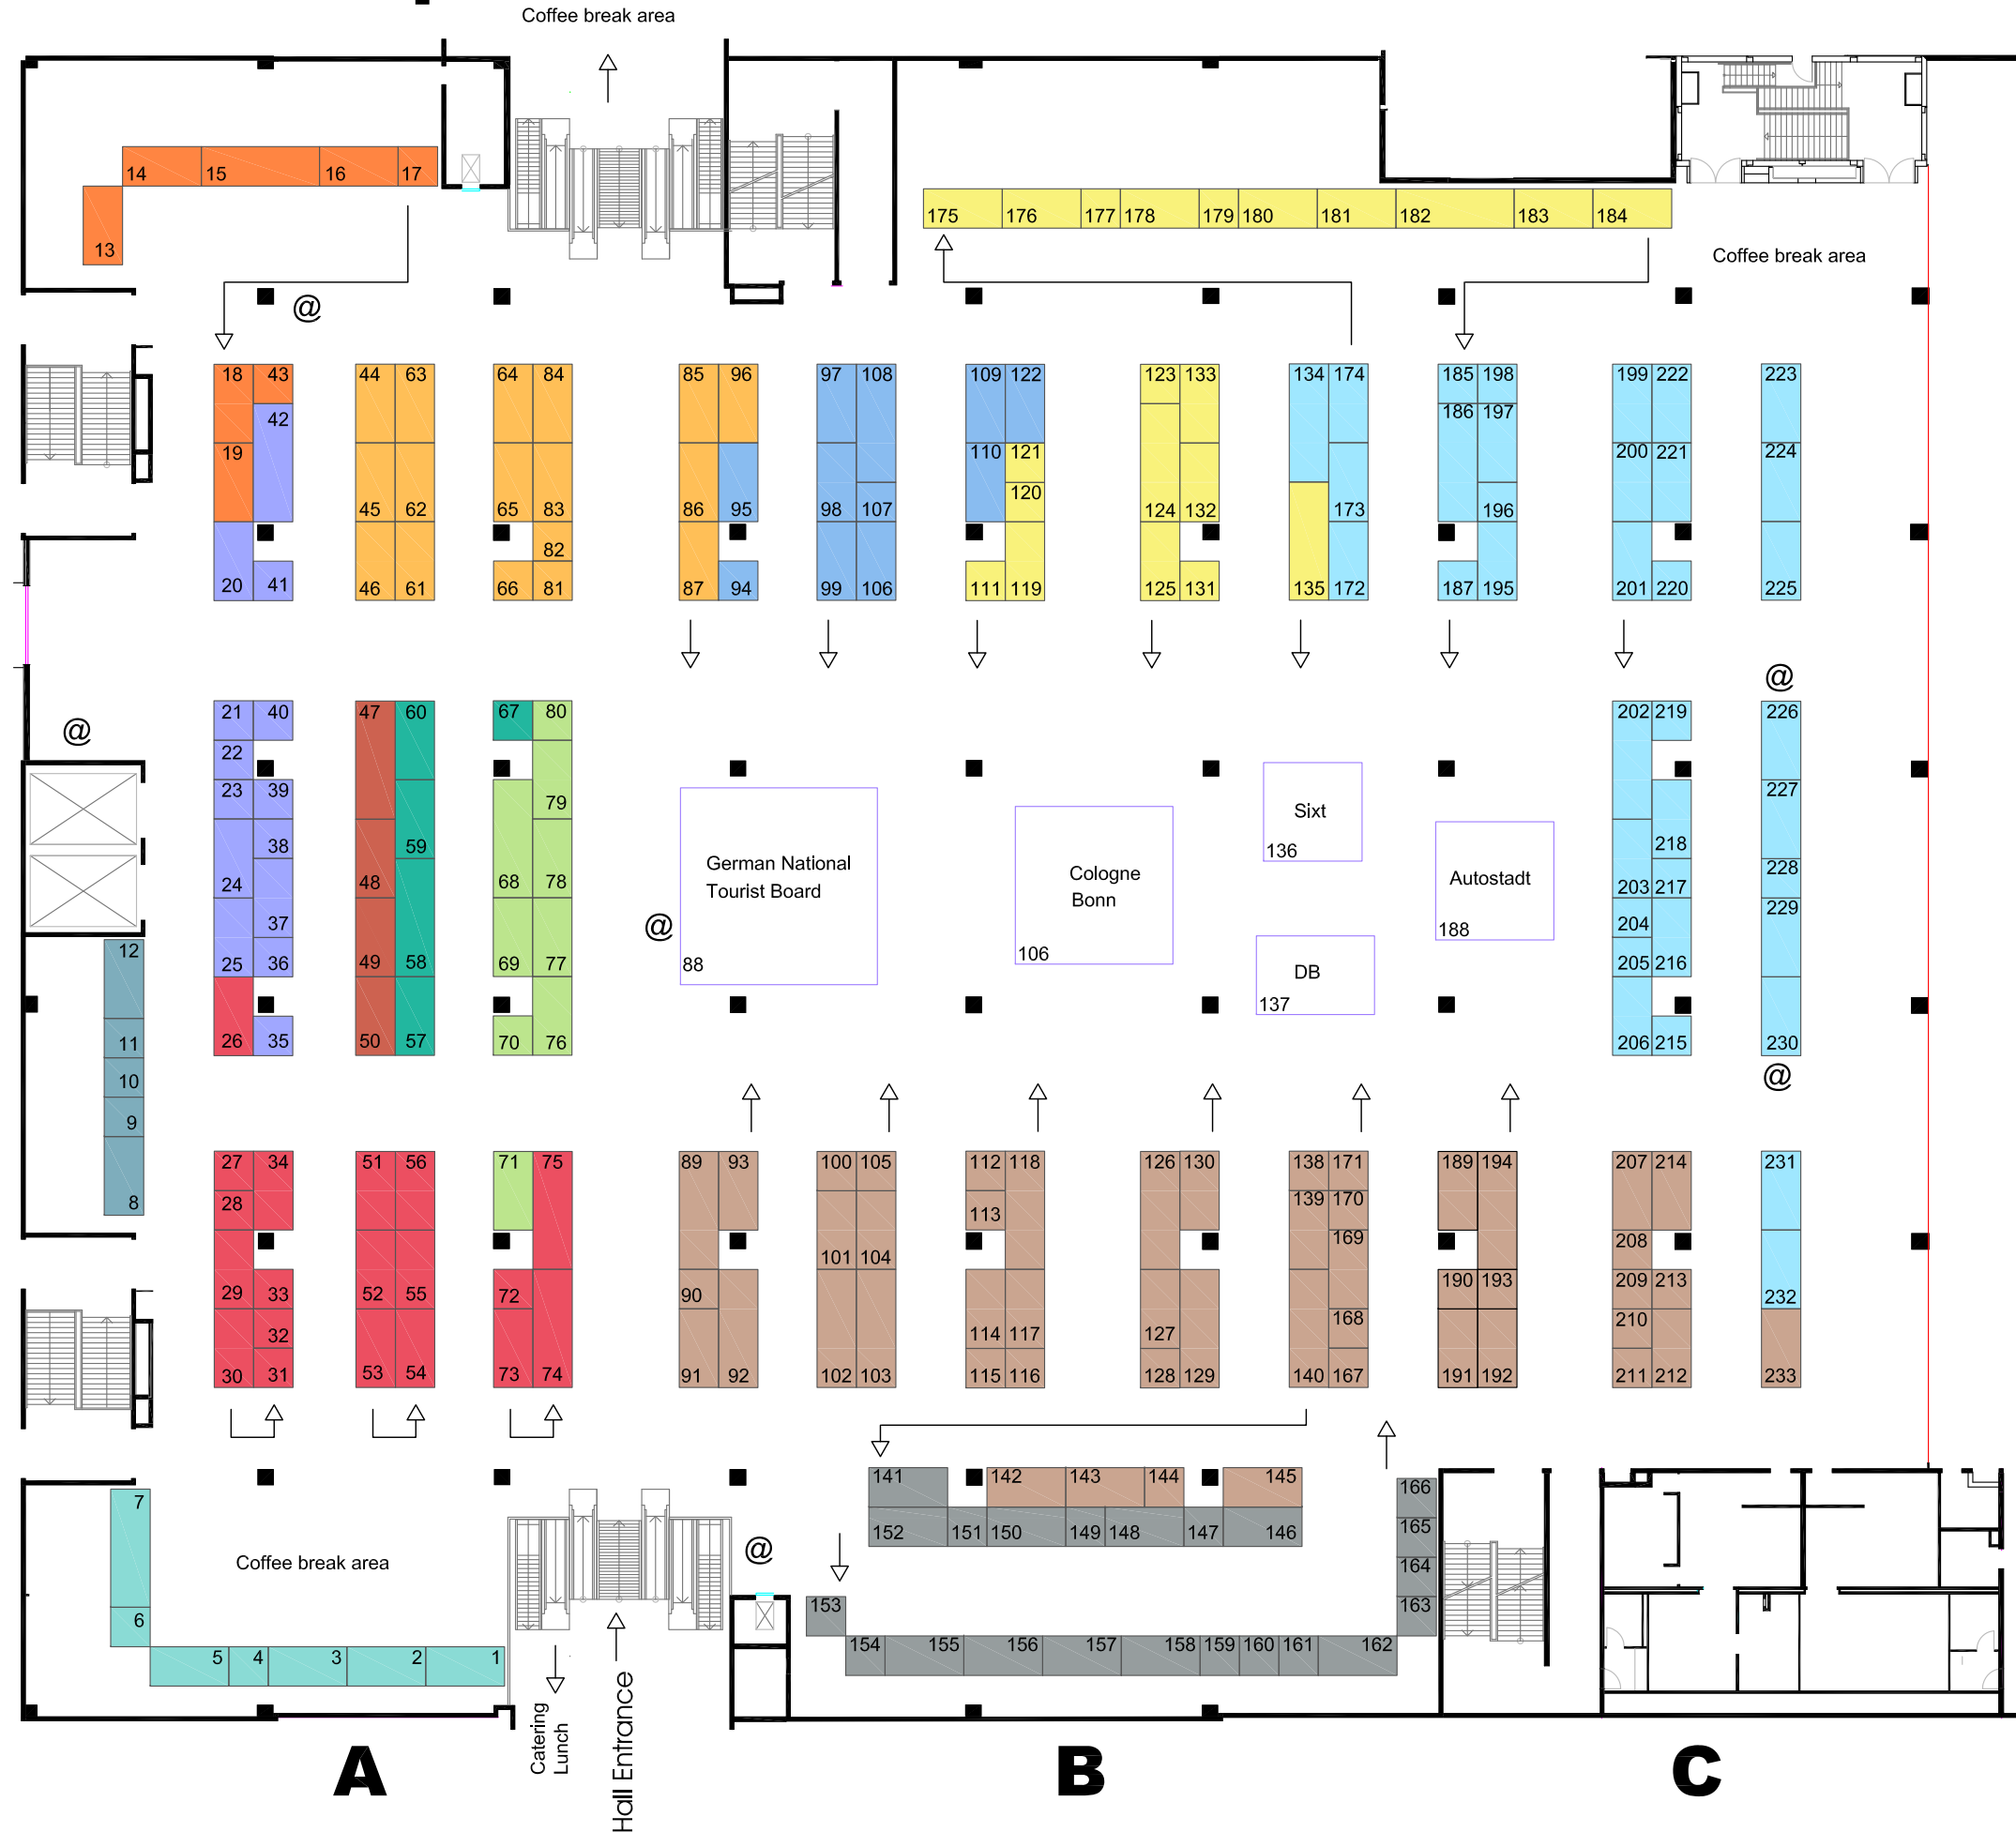 Coffee break area
14 15 16 17
13
175 176 177 178 179 180 181 182 183 184
Coffee break area
@
18 43 44 63 64 84 85 96 97 108 109 122 123 133 134 174 185 198 199 222 223
42 186 197
19 110 121 200 221 224
120
45 62 65 83 86 95 98 107 124 132 173 196
82
20 41 46 61 66 81 87 94 99 106 111 119 125 131 135 172 187 195 201 220 225
@
21 40 47 60 67 80 202 219 226
@
22
23 39 79 227
Sixt
38 59 136 218
German National
Tourist Board
Cologne
Bonn
Autostadt
24 48 68 78 203 217 228
37 204 229
@
188
25 36 49 58 69 77 88 106 205 216
DB
12
137
11 26 35 50 57 70 76 206 215 230
@
10
9
27 34 51 56 71 75 89 93 100 105 112 118 126 130 138 171 189 194 207 214 231
8 28 113 139 170
169 208
101 104
29 33 52 55 72 90 190 193 209 213 232
32 114 117 127 168 210
30 31 53 54 73 74 91 92 102 103 115 116 128 129 140 167 191 192 211 212 233
141 142 143 144 145
166
7
152 151 150 149 148 147 146
165
@
Coffee break area
164
6 153 163
5 4 3 2 1
154 155 156 157 158 159 160 161 162
Catering
Lunch
Hall Entrance
A B C